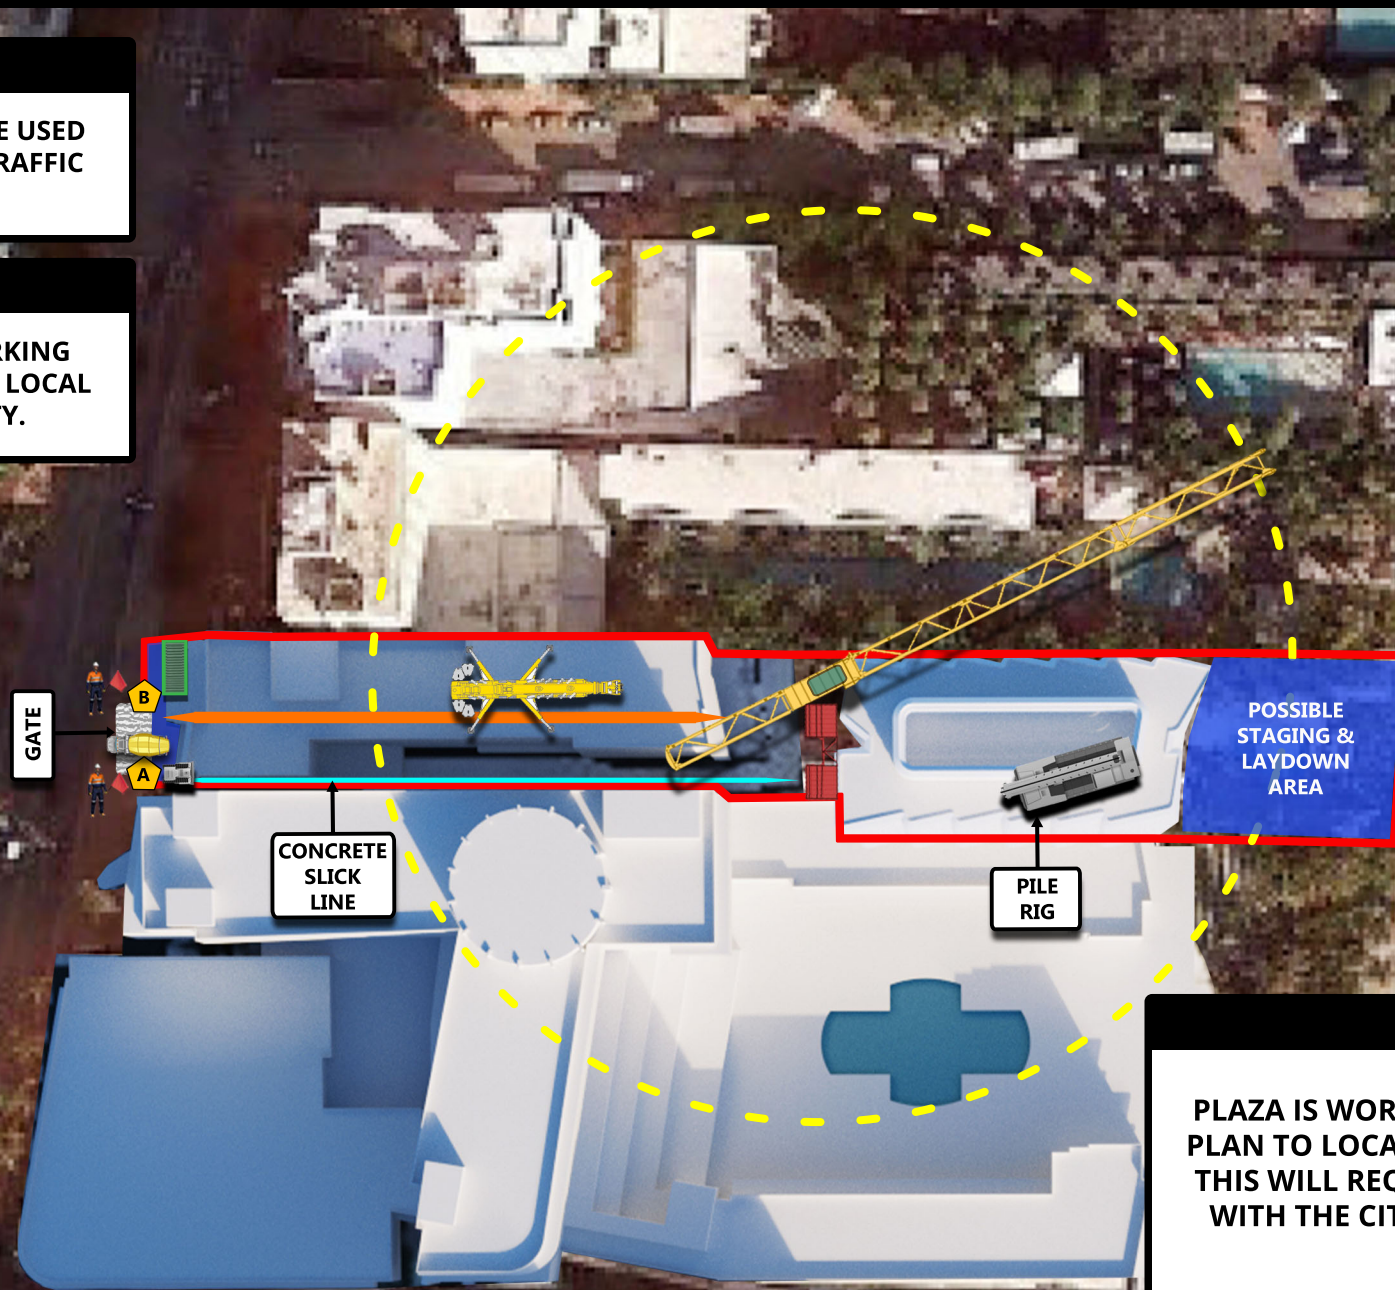 E USED
RAFFIC
RKING
LOCAL
Y.
B
GATE
A
CONCRETE
SLICK
LINE
PILE
RIG
POSSIBLE
STAGING &
LAYDOWN
AREA
PLAZA IS WOR
PLAN TO LOCA
THIS WILL REQ
WITH THE CIT